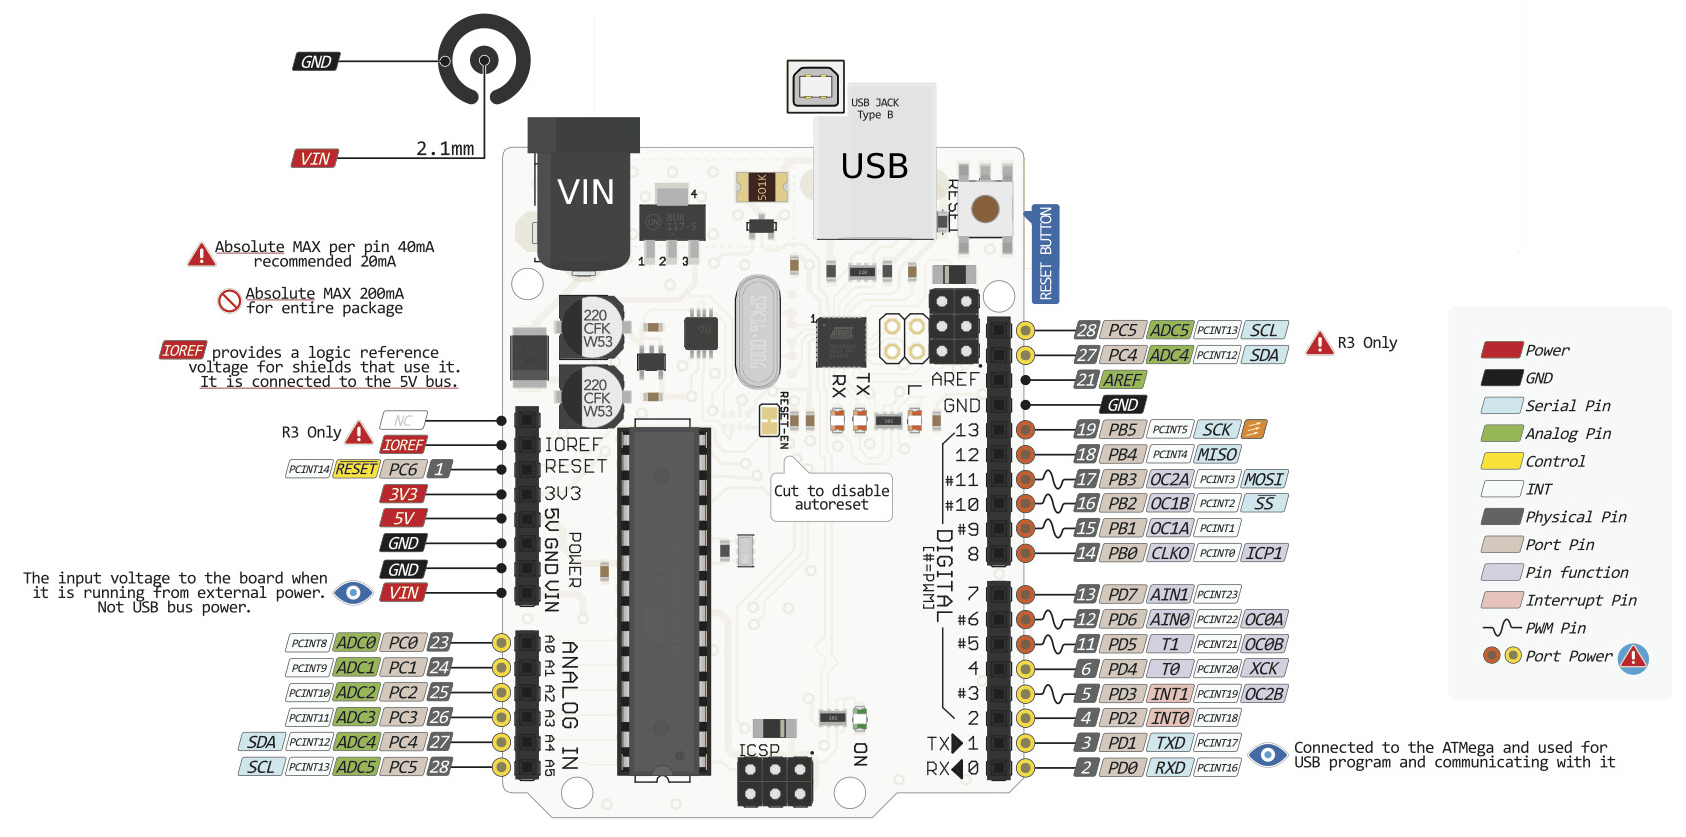 GND
VIN
2.1mm
USB JACK
Type B
USB
VIN
RESET
RESET BUTTON
501K
4
1 2 3
KUR
117-5
220
Absolute MAX per pin 40mA
recommended 20mA
Absolute MAX 200mA
for entire package
IOREF provides a logic reference
voltage for shields that use it.
It is connected to the 5V bus.
220
CFK
W53
220
CFK
W53
47
SPK16.000G
1
ATMEL
RX
TX
L
RESET-EN
102
Cut to disable
autoreset
R3 Only
NC
IOREF
PCINT14 RESET PC6 1
3V3
5V
GND
GND
VIN
The input voltage to the board when
it is running from external power.
Not USB bus power.
IOREF
RESET
3V3
5V
GND
VIN
POWER
PCINT8 ADC0 PC0 23
PCINT9 ADC1 PC1 24
PCINT10 ADC2 PC2 25
PCINT11 ADC3 PC3 26
SDA PCINT12 ADC4 PC4 27
SCL PCINT13 ADC5 PC5 28
A0
A1
A2
A3
A4
A5
ANALOG IN
ICSP
102
ON
AREF
GND
13
12
#11
#10
#9
8
7
#6
#5
4
#3
2
TX 1
RX 0
DIGITAL
[#=PWM]
28 PC5 ADC5 PCINT13 SCL
27 PC4 ADC4 PCINT12 SDA
R3 Only
21 AREF
GND
19 PB5 PCINT5 SCK
18 PB4 PCINT4 MISO
17 PB3 OC2A PCINT3 MOSI
16 PB2 OC1B PCINT2 SS
15 PB1 OC1A PCINT1
14 PB0 CLKO PCINT0 ICP1
13 PD7 AIN1 PCINT23
12 PD6 AIN0 PCINT22 OC0A
11 PD5 T1 PCINT21 OC0B
6 PD4 T0 PCINT20 XCK
5 PD3 INT1 PCINT19 OC2B
4 PD2 INT0 PCINT18
3 PD1 TXD PCINT17
2 PD0 RXD PCINT16
Connected to the ATMega and used for
USB program and communicating with it
Power
GND
Serial Pin
Analog Pin
Control
INT
Physical Pin
Port Pin
Pin function
Interrupt Pin
PWM Pin
Port Power